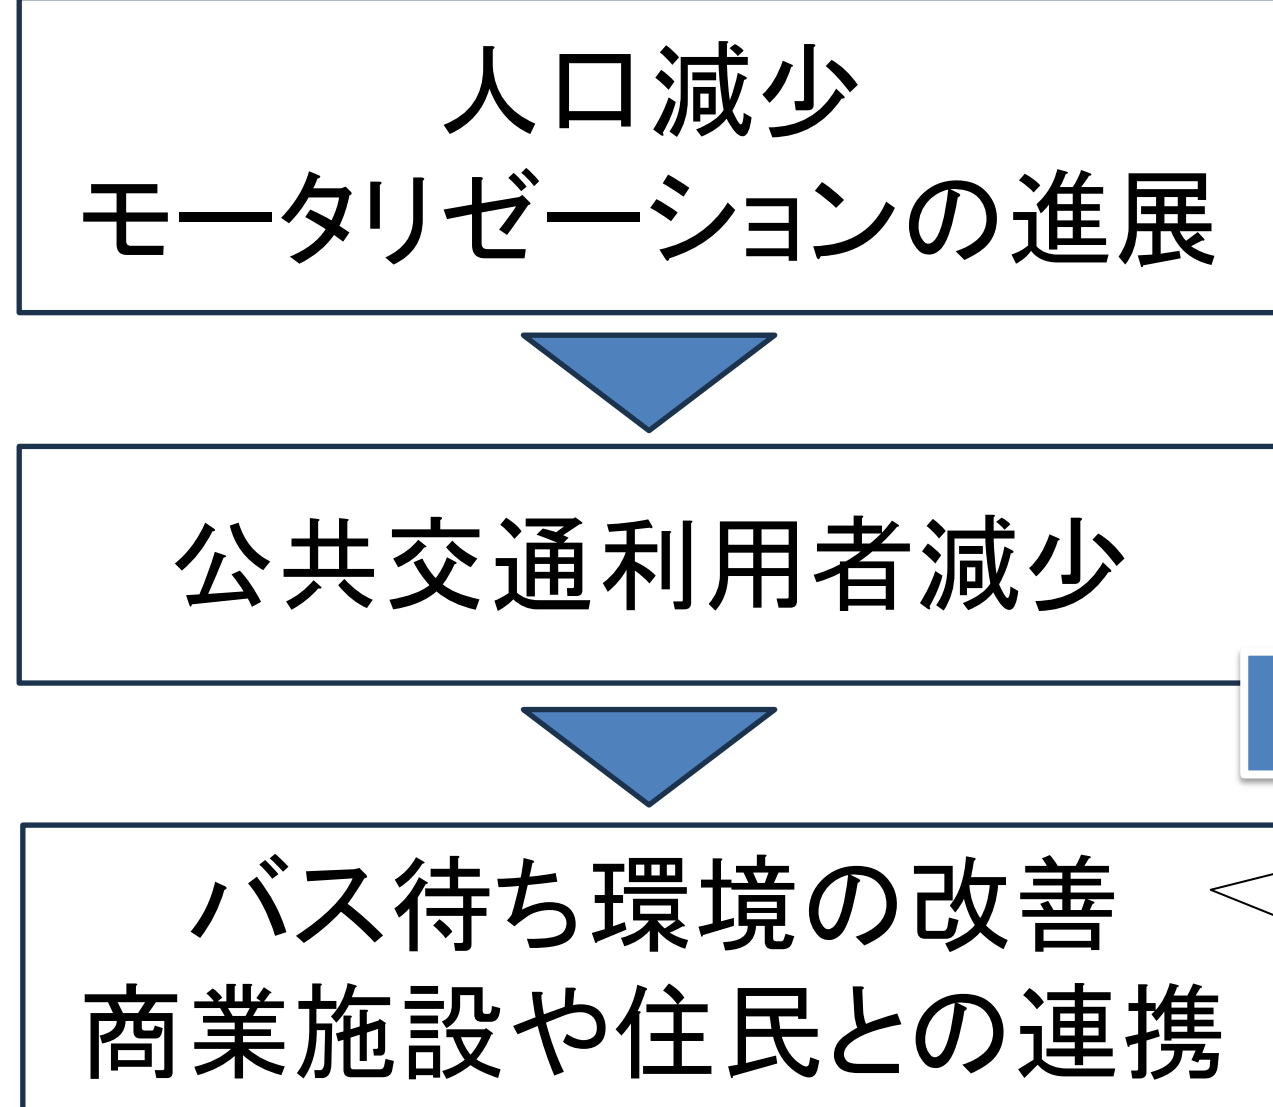 人口減少
モータリゼーションの進展
公共交通利用者減少
バス待ち環境の改善
商業施設や住民との連携